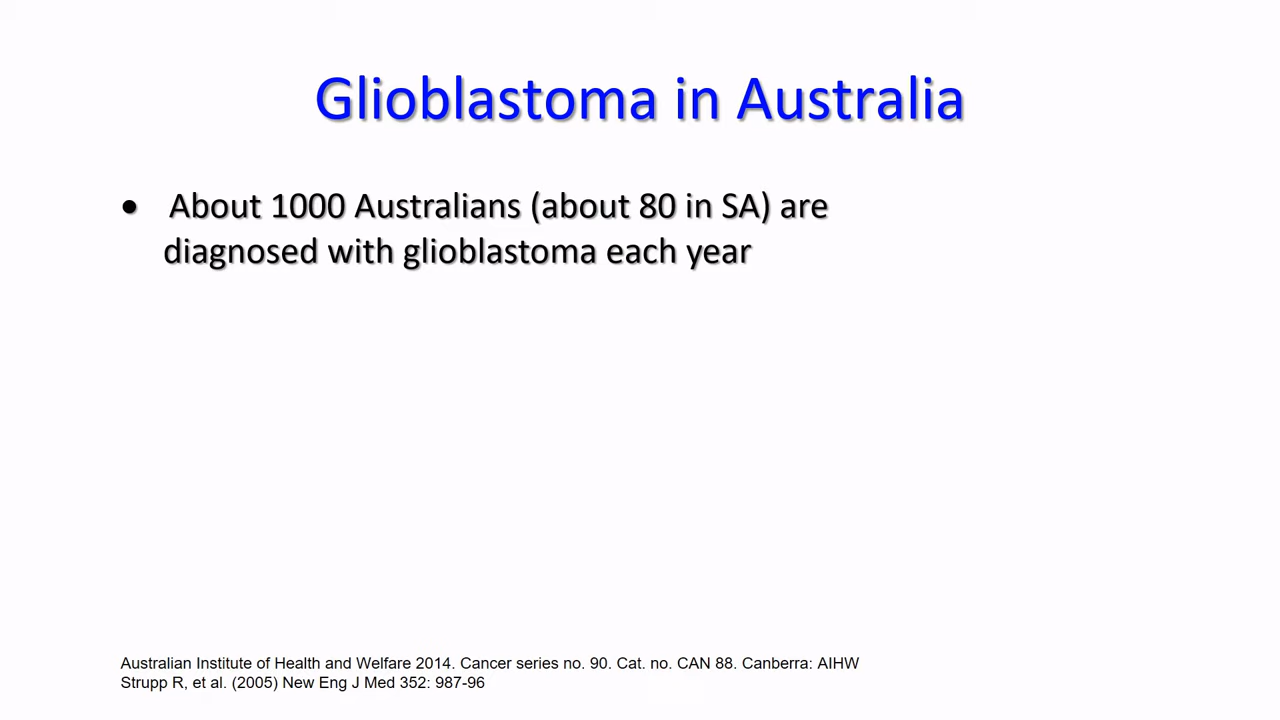 Glioblastoma in Australia
• About 1000 Australians (about 80 in SA) are
diagnosed with glioblastoma each year
Australian Institute of Health and Welfare 2014. Cancer series no. 90. Cat. no. CAN 88. Canberra: AIHW
Strupp R, et al. (2005) New Eng J Med 352: 987-96